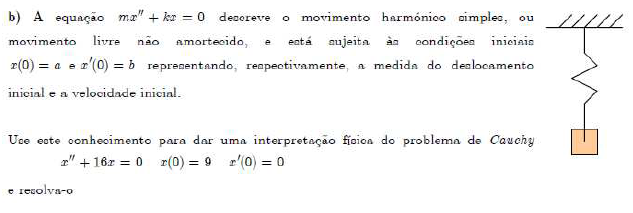 b) A equação mx'' + kx = 0 descreve o movimento harmónico simples, ou
movimento livre não amortecido, e está sujeita às condições iniciais
x(0) = a e x'(0) = b representando, respectivamente, a medida do deslocamento
inicial e a velocidade inicial.
Use este conhecimento para dar uma interpretação física do problema de Cauchy
x'' + 16x = 0 x(0) = 9 x'(0) = 0
e resolva-o